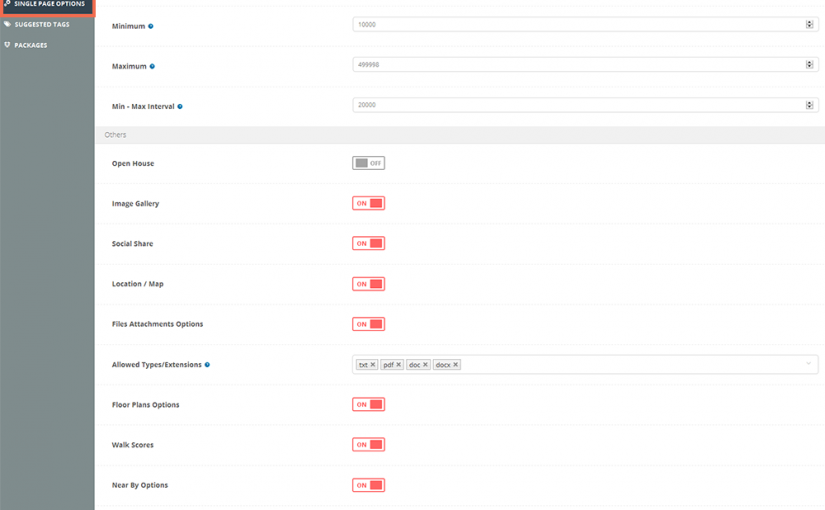 SINGLE PAGE OPTIONS
SUGGESTED TAGS
PACKAGES
Minimum
10000
Maximum
499998
Min - Max Interval
20000
Others
Open House
OFF
Image Gallery
ON
Social Share
ON
Location / Map
ON
Files Attachments Options
ON
Allowed Types/Extensions
txt pdf doc docx
Floor Plans Options
ON
Walk Scores
ON
Near By Options
ON